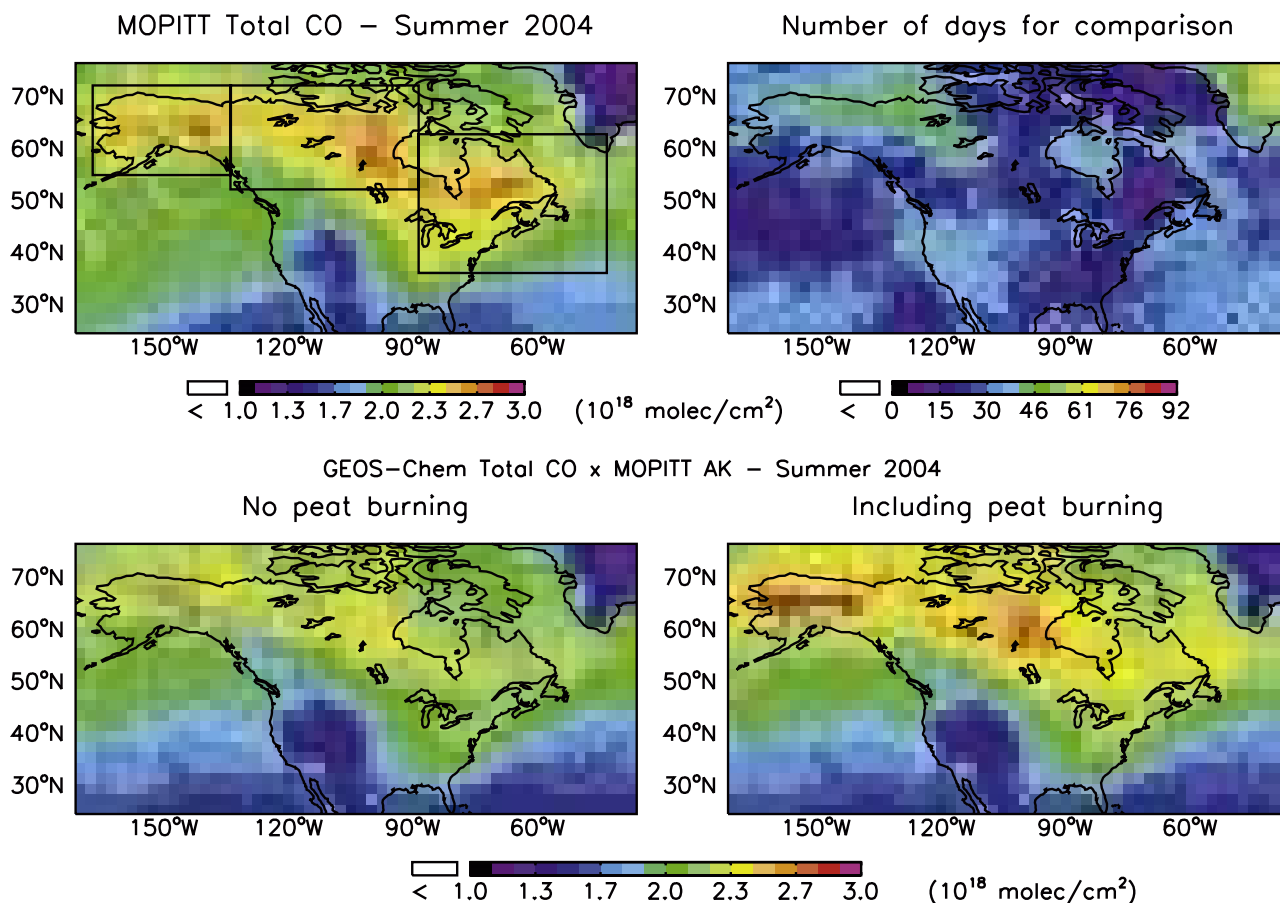 MOPITT Total CO – Summer 2004
Number of days for comparison
70°N
60°N
50°N
40°N
30°N
150°W 120°W 90°W 60°W
70°N
60°N
50°N
40°N
30°N
150°W 120°W 90°W 60°W
< 1.0 1.3 1.7 2.0 2.3 2.7 3.0 (10¹⁸ molec/cm²)
< 0 15 30 46 61 76 92
GEOS–Chem Total CO x MOPITT AK – Summer 2004
No peat burning
Including peat burning
70°N
60°N
50°N
40°N
30°N
150°W 120°W 90°W 60°W
70°N
60°N
50°N
40°N
30°N
150°W 120°W 90°W 60°W
< 1.0 1.3 1.7 2.0 2.3 2.7 3.0 (10¹⁸ molec/cm²)